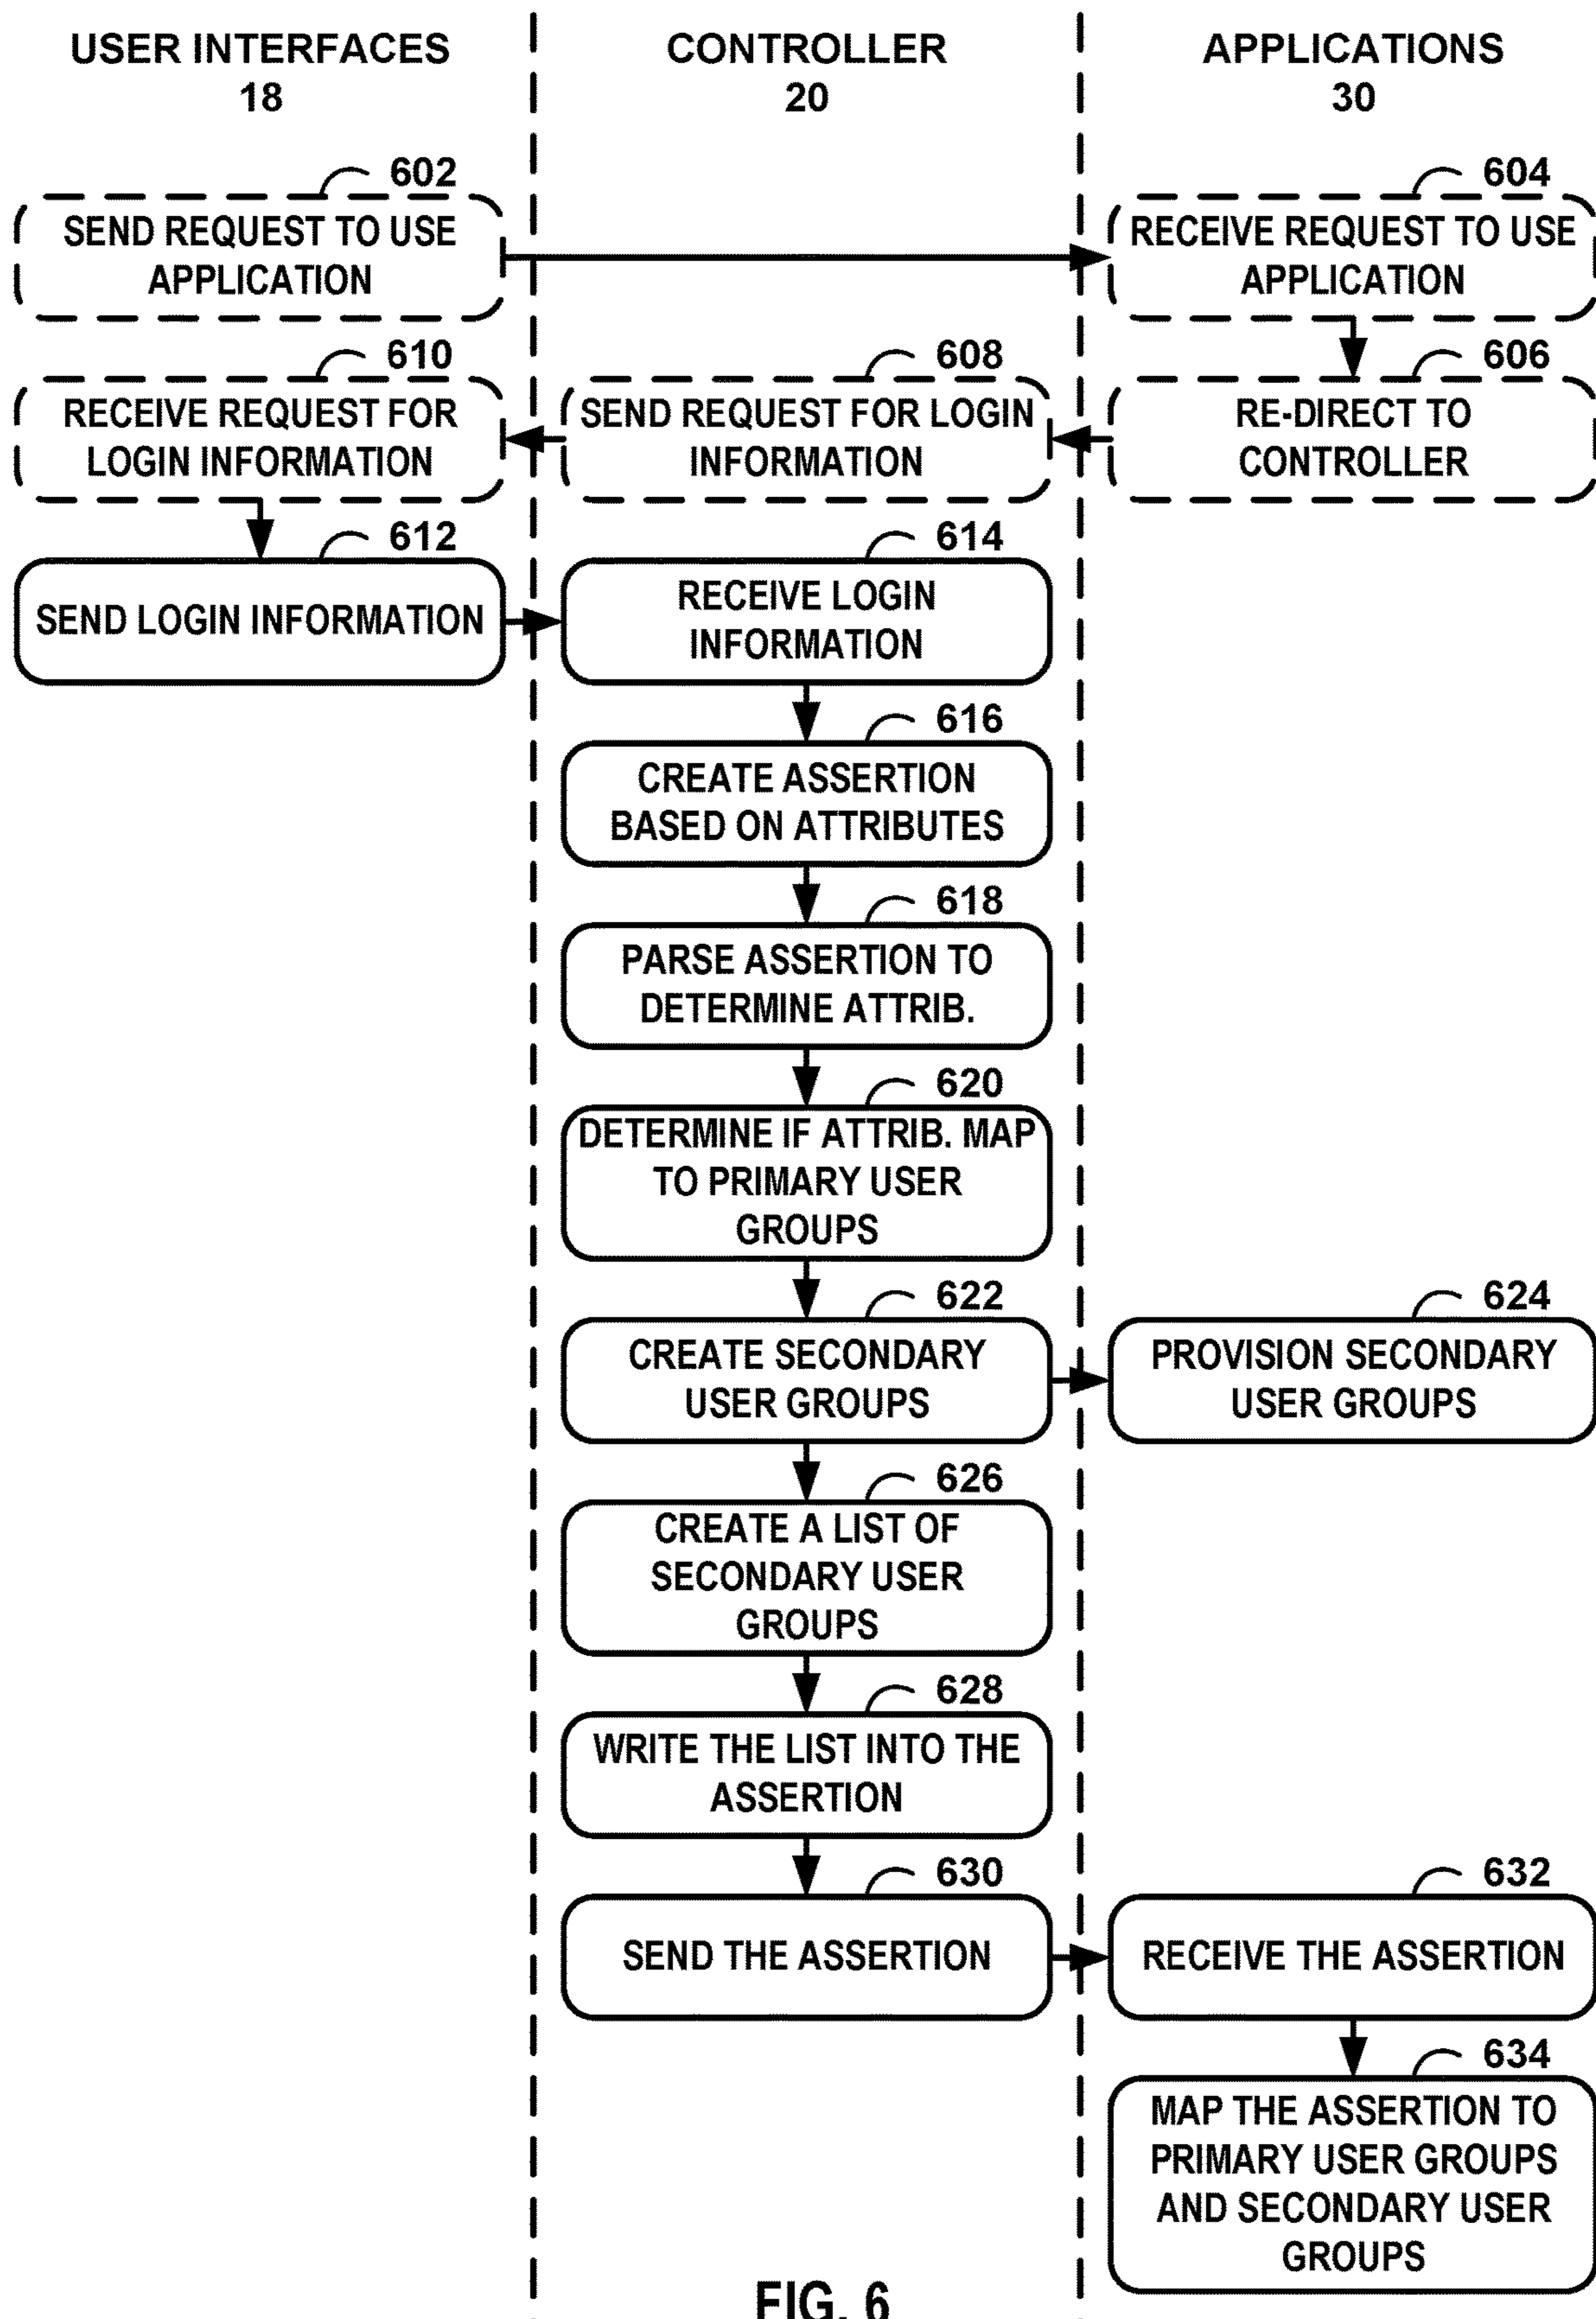 USER INTERFACES
18
CONTROLLER
20
APPLICATIONS
30
602
SEND REQUEST TO USE
APPLICATION
604
RECEIVE REQUEST TO USE
APPLICATION
610
RECEIVE REQUEST FOR
LOGIN INFORMATION
608
SEND REQUEST FOR LOGIN
INFORMATION
606
RE-DIRECT TO
CONTROLLER
612
SEND LOGIN INFORMATION
614
RECEIVE LOGIN
INFORMATION
616
CREATE ASSERTION
BASED ON ATTRIBUTES
618
PARSE ASSERTION TO
DETERMINE ATTRIB.
620
DETERMINE IF ATTRIB. MAP
TO PRIMARY USER
GROUPS
622
CREATE SECONDARY
USER GROUPS
624
PROVISION SECONDARY
USER GROUPS
626
CREATE A LIST OF
SECONDARY USER
GROUPS
628
WRITE THE LIST INTO THE
ASSERTION
630
SEND THE ASSERTION
632
RECEIVE THE ASSERTION
634
MAP THE ASSERTION TO
PRIMARY USER GROUPS
AND SECONDARY USER
GROUPS
FIG. 6